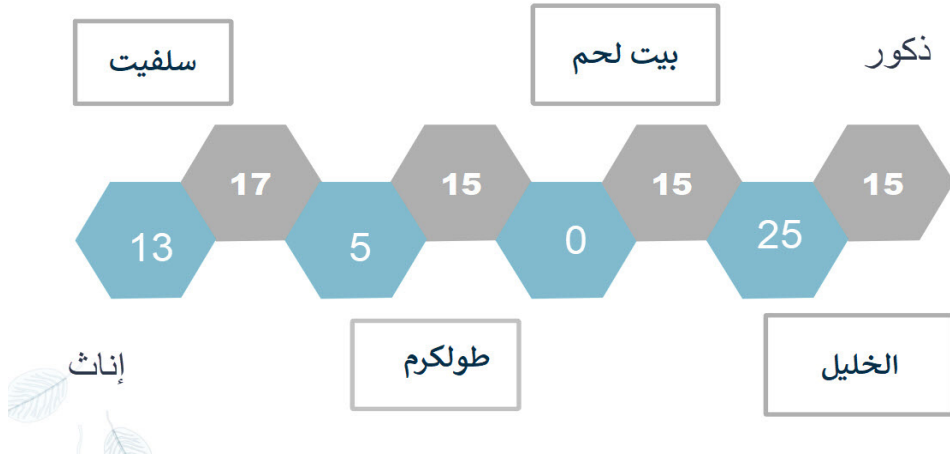 ذكور
بيت لحم
سلفيت
15
15
15
17
25
0
5
13
الخليل
طولكرم
إناث